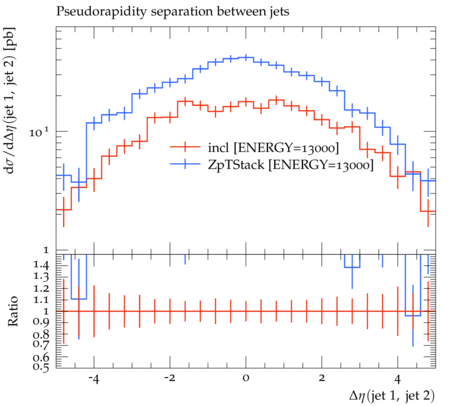 Pseudorapidity separation between jets
dσ/dΔη(jet 1, jet 2) [pb]
10¹
incl [ENERGY=13000]
ZpTStack [ENERGY=13000]
1
1.4
1.3
1.2
1.1
1
0.9
0.8
0.7
0.6
0.5
Ratio
-4 -2 0 2 4
Δη(jet 1, jet 2)